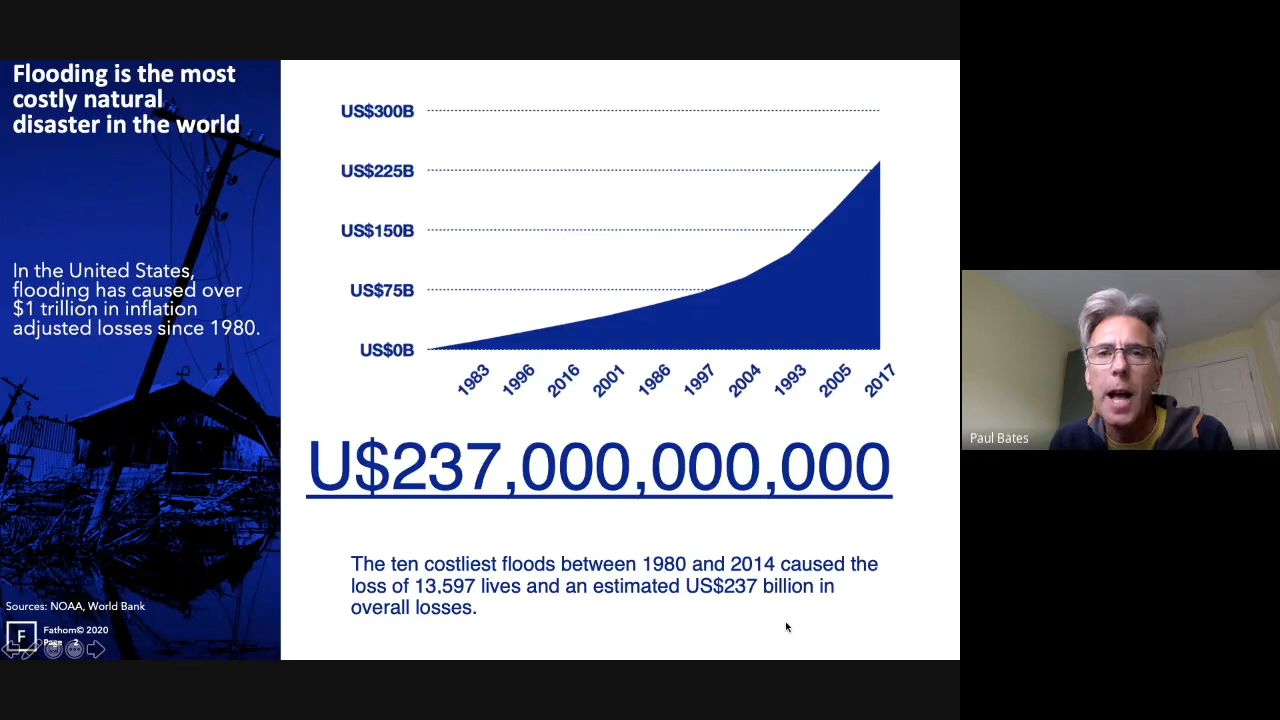 Flooding is the most
costly natural
disaster in the world
In the United States,
flooding has caused over
$1 trillion in inflation
adjusted losses since 1980.
Sources: NOAA, World Bank
F
Fathom© 2020
Page 2
US$300B
US$225B
US$150B
US$75B
US$0B
1983
1996
2016
2001
1986
1997
2004
1993
2005
2017
U$237,000,000,000
The ten costliest floods between 1980 and 2014 caused the
loss of 13,597 lives and an estimated US$237 billion in
overall losses.
Paul Bates